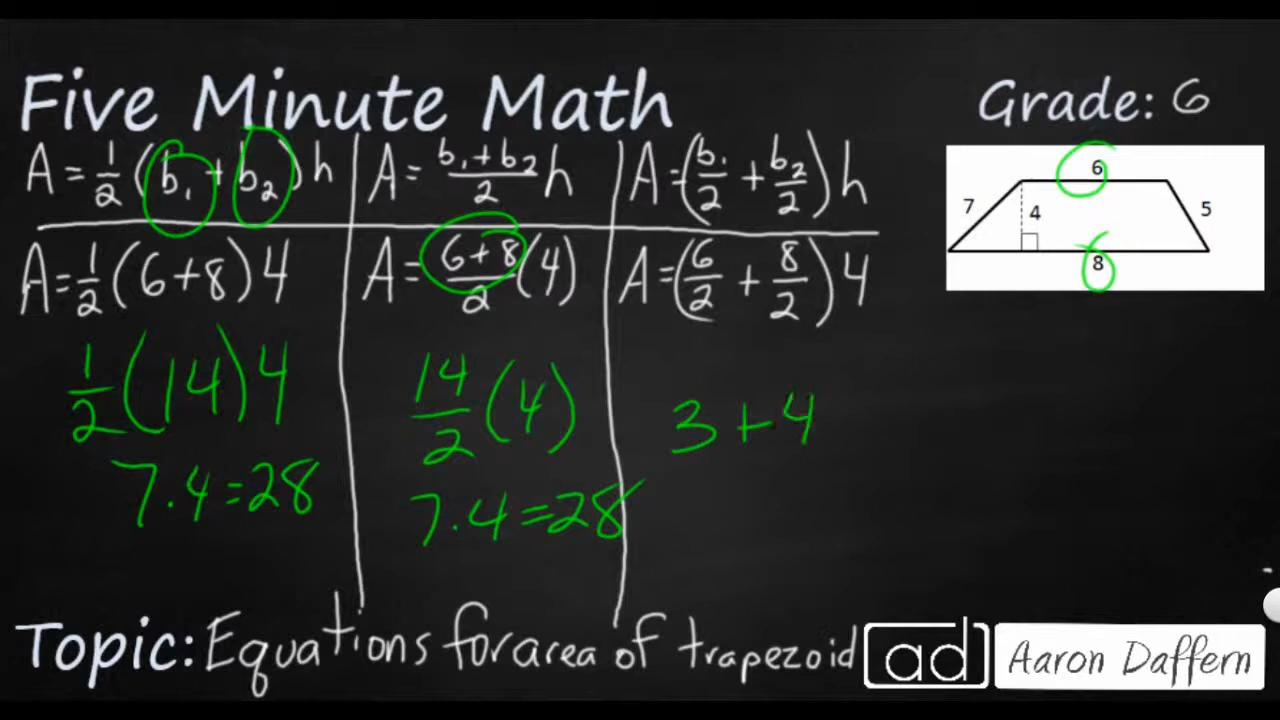 Five Minute Math
Grade: 6
A = 1/2 (b₁ + b₂) h
A = b₁ + b₂/2 h
A = (b₁/2 + b₂/2) h
A = 1/2 (6+8) 4
A = 6+8/2 (4)
A = (6/2 + 8/2) 4
1/2 (14) 4
14/2 (4)
3 + 4
7·4=28
7·4=28
6
7
4
5
8
Topic: Equations for area of trapezoid
ad
Aaron Daffern